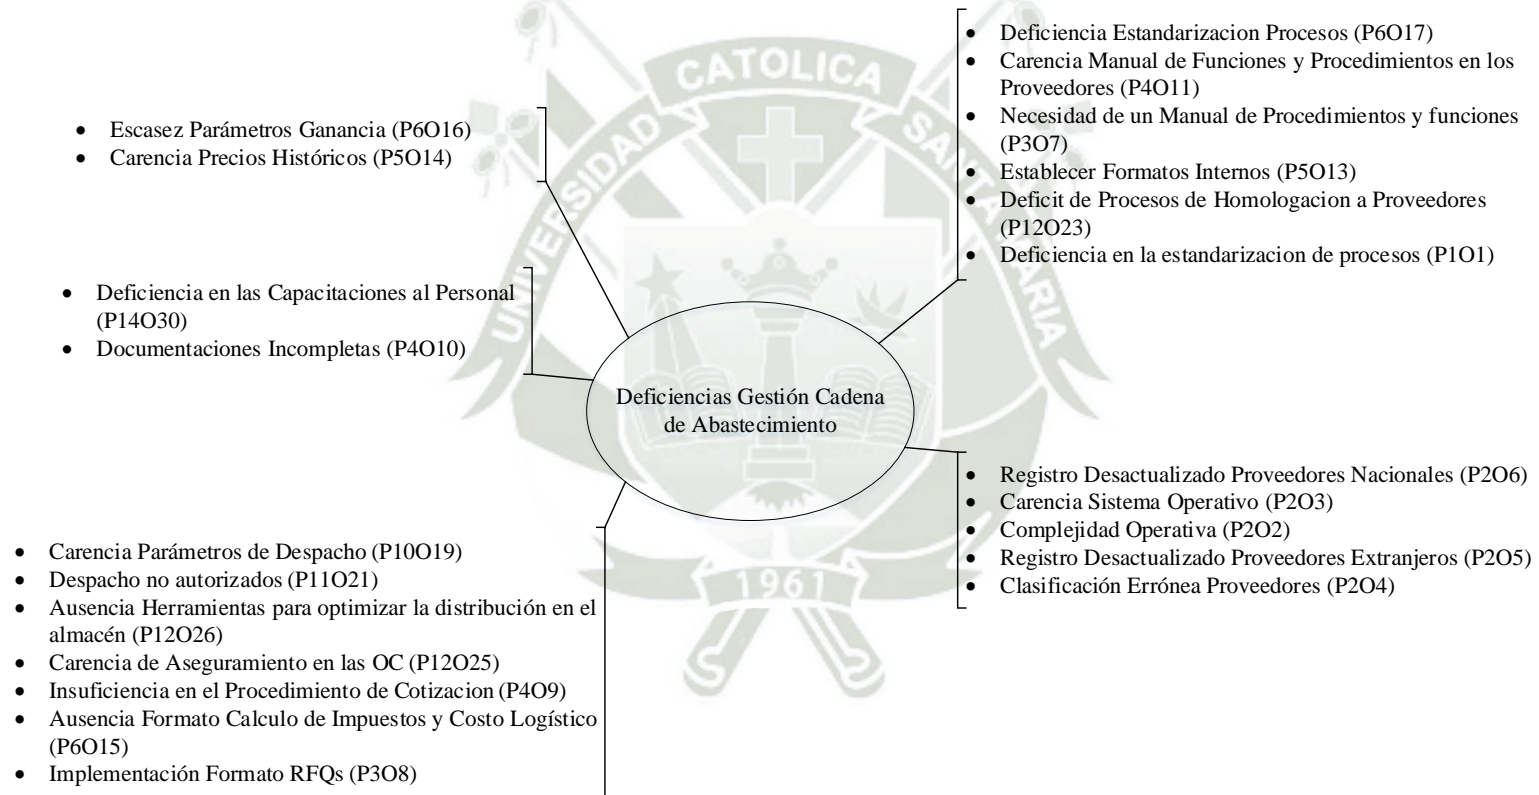 Escasez Parámetros Ganancia (P6O16)
Carencia Precios Históricos (P5O14)
Deficiencia en las Capacitaciones al Personal
(P14O30)
Documentaciones Incompletas (P4O10)
Carencia Parámetros de Despacho (P10O19)
Despacho no autorizados (P11O21)
Ausencia Herramientas para optimizar la distribución en el
almacén (P12O26)
Carencia de Aseguramiento en las OC (P12O25)
Insuficiencia en el Procedimiento de Cotizacion (P4O9)
Ausencia Formato Calculo de Impuestos y Costo Logístico
(P6O15)
Implementación Formato RFQs (P3O8)
Deficiencias Gestión Cadena
de Abastecimiento
Deficiencia Estandarizacion Procesos (P6O17)
Carencia Manual de Funciones y Procedimientos en los
Proveedores (P4O11)
Necesidad de un Manual de Procedimientos y funciones
(P3O7)
Establecer Formatos Internos (P5O13)
Deficit de Procesos de Homologacion a Proveedores
(P12O23)
Deficiencia en la estandarizacion de procesos (P1O1)
Registro Desactualizado Proveedores Nacionales (P2O6)
Carencia Sistema Operativo (P2O3)
Complejidad Operativa (P2O2)
Registro Desactualizado Proveedores Extranjeros (P2O5)
Clasificación Errónea Proveedores (P2O4)
UNIVERSIDAD CATOLICA SANTA MARIA
1961